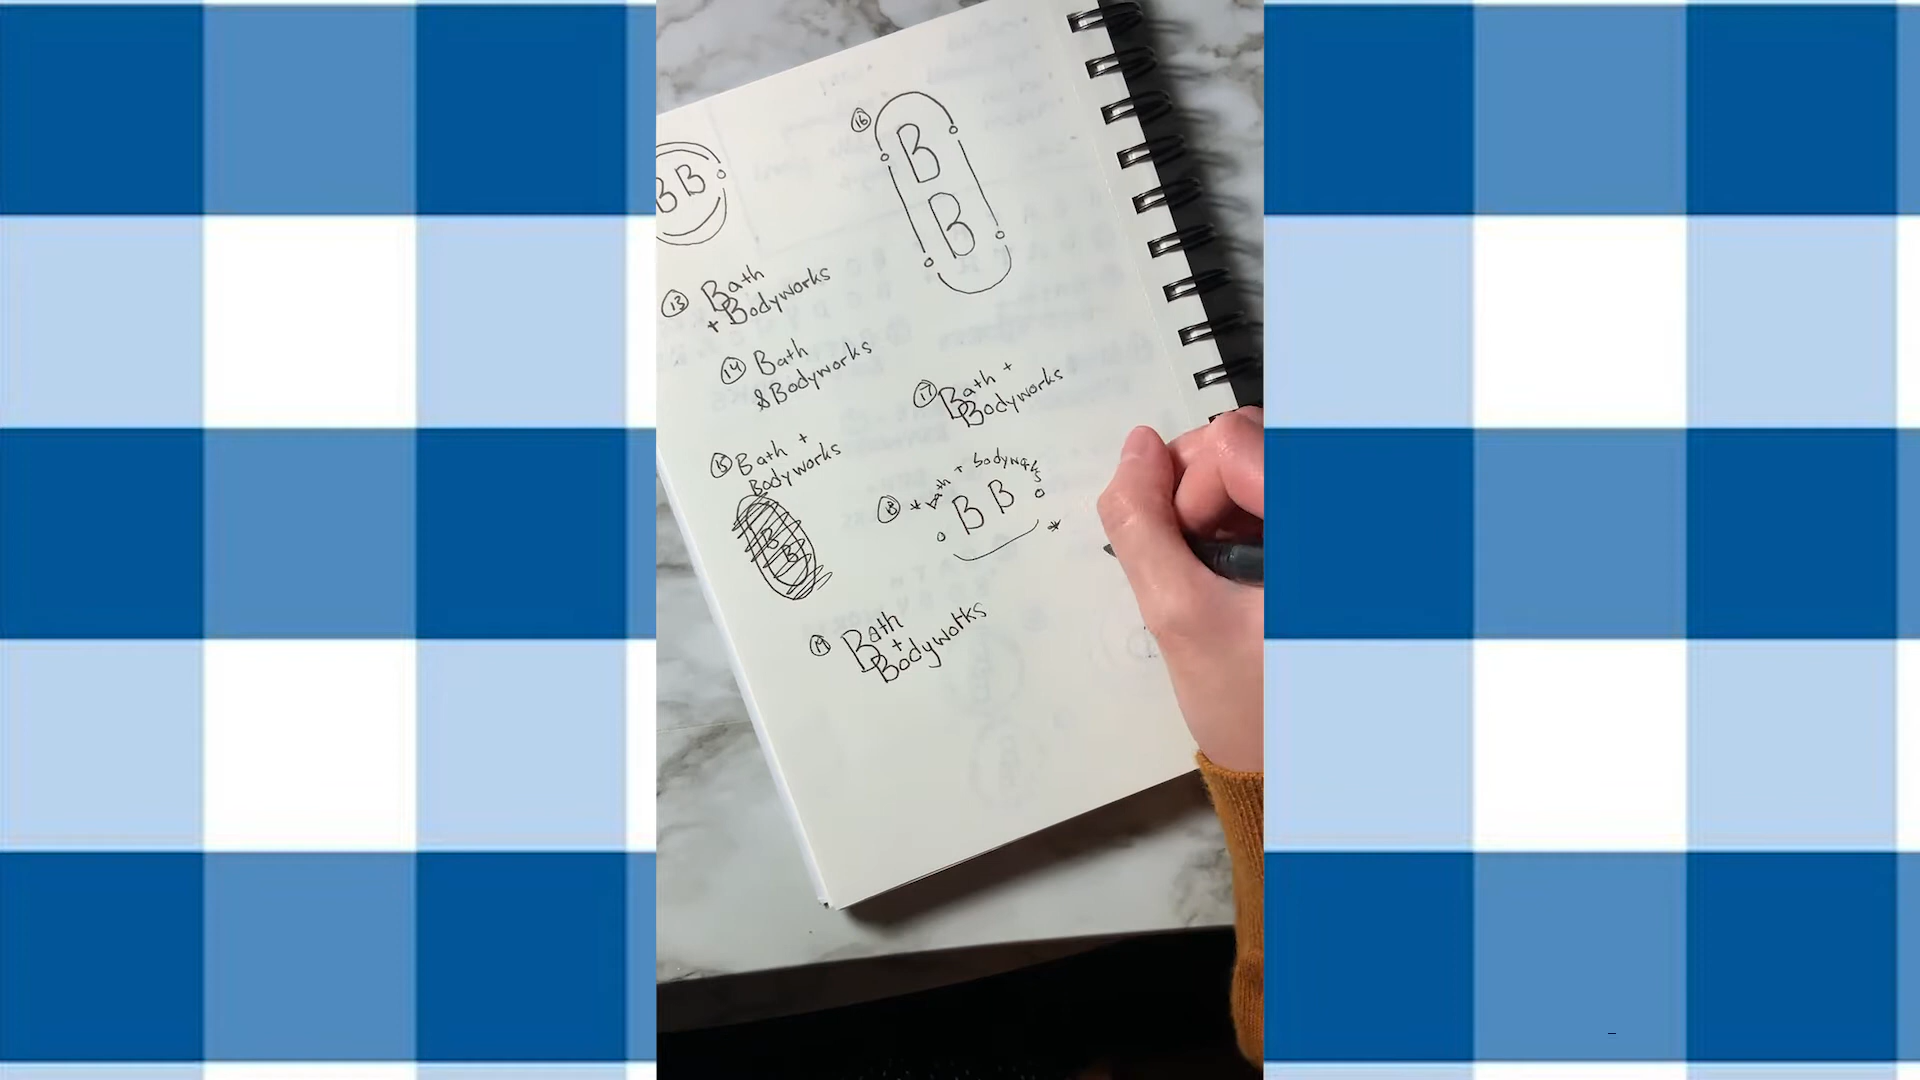 BB
13 Bath
+ Bodyworks
14 Bath
& Bodyworks
15 Bath +
Bodyworks
B
B
16
B
B
17 Bath +
Bodyworks
18 * bath + bodyworks
BB
*
19 Bath
+
Bodyworks